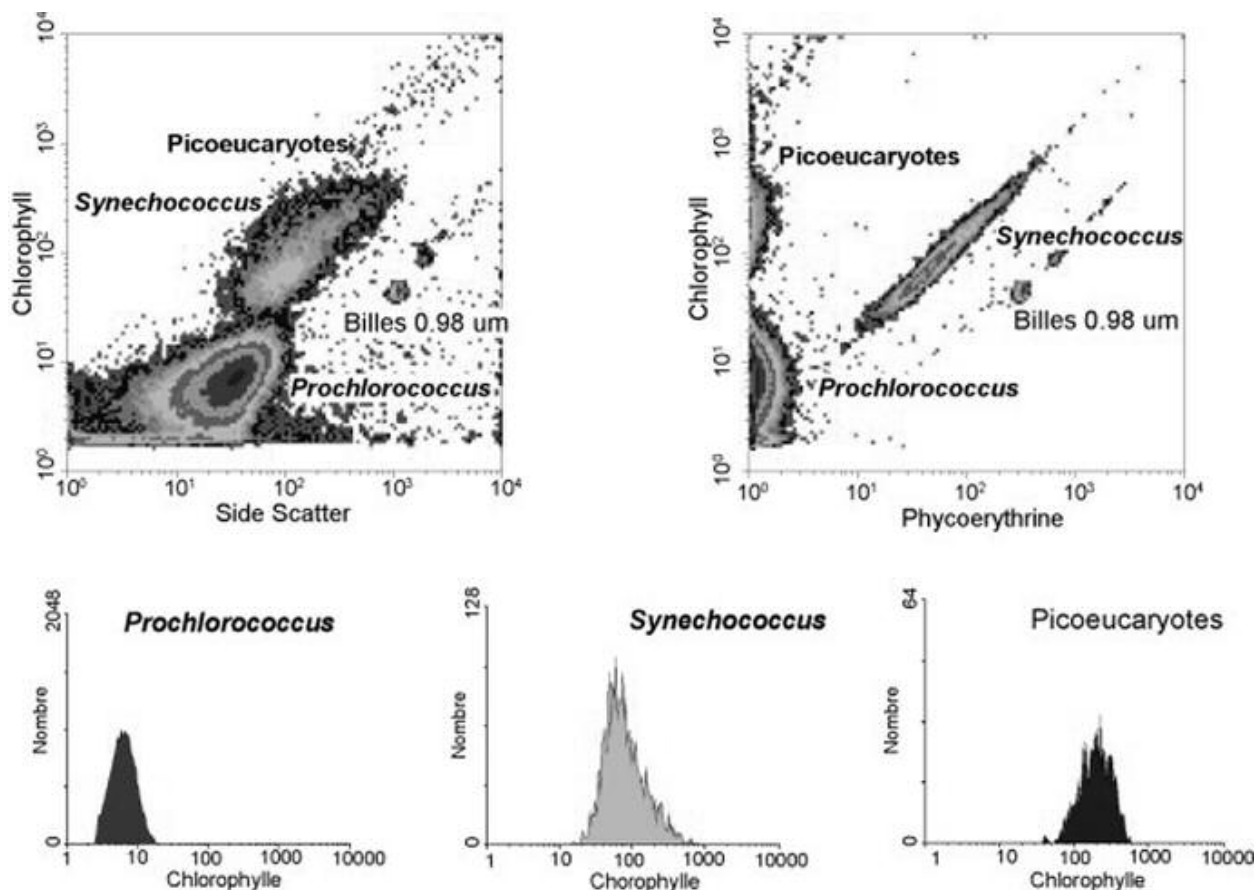 10⁴
10³
10²
10¹
10⁰
Chlorophyll
Picoeucaryotes
Synechococcus
Billes 0.98 um
Prochlorococcus
10⁰ 10¹ 10² 10³ 10⁴
Side Scatter
10⁴
10³
10²
10¹
10⁰
Chlorophyll
Picoeucaryotes
Synechococcus
Billes 0.98 um
Prochlorococcus
10⁰ 10¹ 10² 10³ 10⁴
Phycoerythrine
2048
Nombre
0
Prochlorococcus
1 10 100 1000 10000
Chlorophylle
128
Nombre
0
Synechococcus
1 10 100 1000 10000
Chorophylle
64
Nombre
0
Picoeucaryotes
1 10 100 1000 10000
Chlorophylle